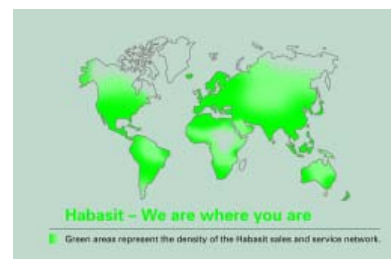 Habasit – We are where you are
Green areas represent the density of the Habasit sales and service network.